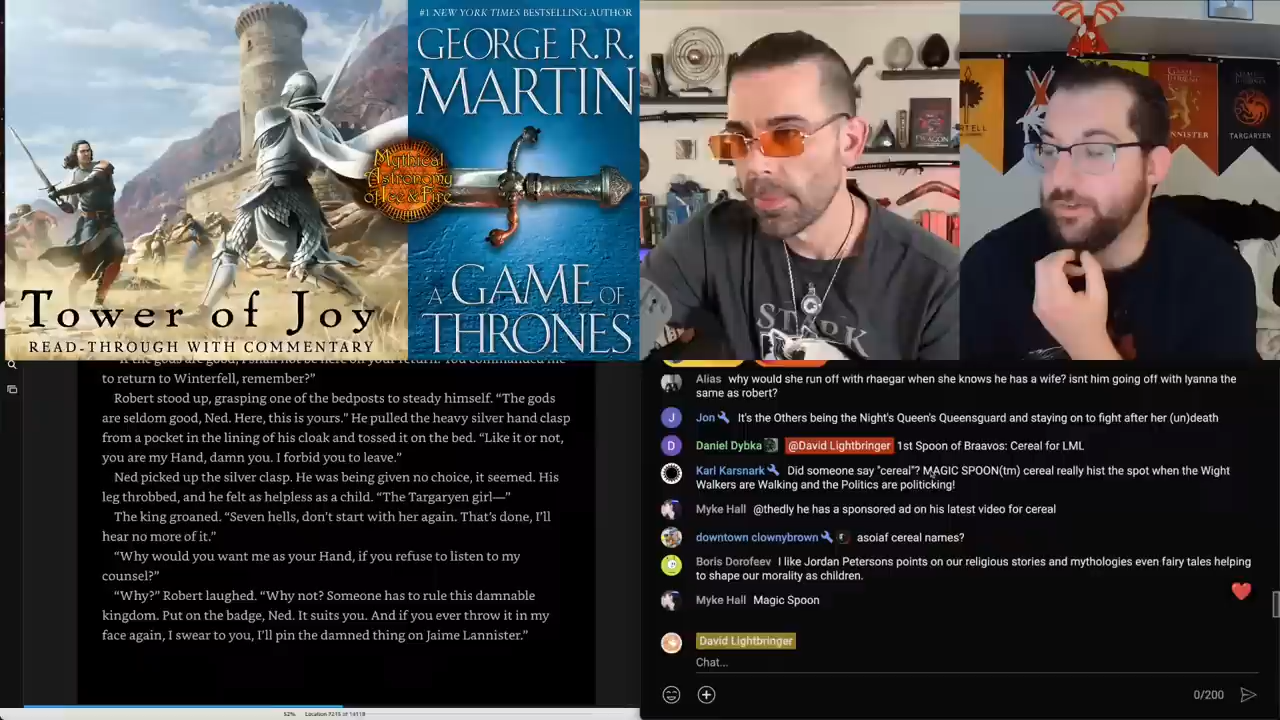 #1 NEW YORK TIMES BESTSELLING AUTHOR
GEORGE R.R.
MARTIN
Mythical
Astronomy
of Ice & Fire
A GAME OF
THRONES
Tower of Joy
READ-THROUGH WITH COMMENTARY
STARK
DRAGON
LANNISTER
TARGARYEN
to return to Winterfell, remember?”
Robert stood up, grasping one of the bedposts to steady himself. “The gods
are seldom good, Ned. Here, this is yours.” He pulled the heavy silver hand clasp
from a pocket in the lining of his cloak and tossed it on the bed. “Like it or not,
you are my Hand, damn you. I forbid you to leave.”
Ned picked up the silver clasp. He was being given no choice, it seemed. His
leg throbbed, and he felt as helpless as a child. “The Targaryen girl—”
The king groaned. “Seven hells, don’t start with her again. That’s done, I’ll
hear no more of it.”
“Why would you want me as your Hand, if you refuse to listen to my
counsel?”
“Why?” Robert laughed. “Why not? Someone has to rule this damnable
kingdom. Put on the badge, Ned. It suits you. And if you ever throw it in my
face again, I swear to you, I’ll pin the damned thing on Jaime Lannister.”
52% Location 7215 of 14118
Alias why would she run off with rhaegar when she knows he has a wife? isnt him going off with lyanna the
same as robert?
J Jon It's the Others being the Night's Queen's Queensguard and staying on to fight after her (un)death
D Daniel Dybka @David Lightbringer 1st Spoon of Braavos: Cereal for LML
Karl Karsnark Did someone say "cereal"? MAGIC SPOON(tm) cereal really hist the spot when the Wight
Walkers are Walking and the Politics are politicking!
Myke Hall @thedly he has a sponsored ad on his latest video for cereal
downtown clownybrown asoiaf cereal names?
Boris Dorofeev I like Jordan Petersons points on our religious stories and mythologies even fairy tales helping
to shape our morality as children.
Myke Hall Magic Spoon
David Lightbringer
Chat...
0/200